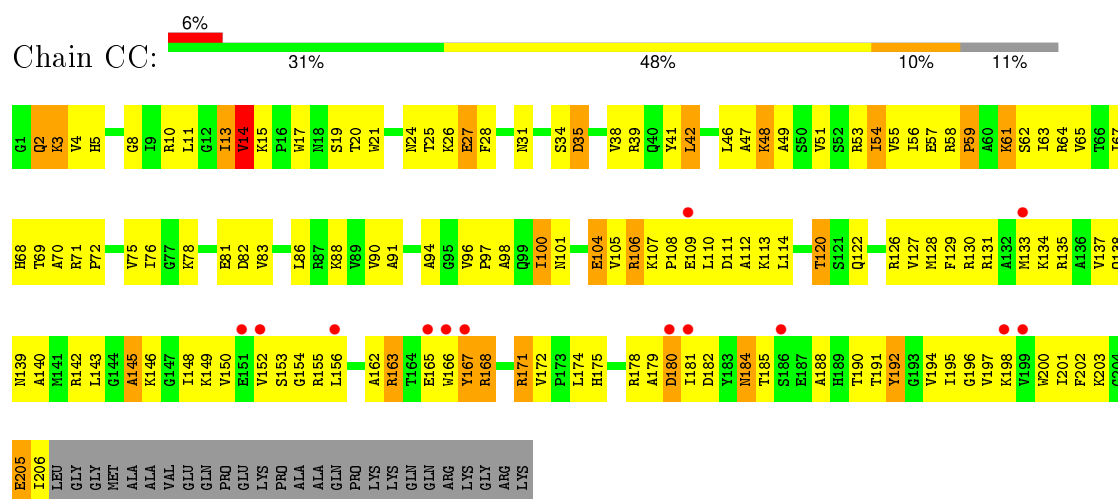 6%
Chain CC:
31% 48% 10% 11%
G1 Q2 K3 V4 H5 G8 I9 R10 L11 G12 I13 V14 K15 P16 W17 N18 S19 T20 W21 N24 T25 K26 E27 F28 N31 S34 D35 V38 R39 Q40 Y41 L42 L46 A47 K48 A49 S50 V51 S52 R53 I54 V55 I56 E57 R58 P59 A60 K61 S62 I63 R64 V65 T66 I67
H68 T69 A70 R71 P72 V75 I76 G77 K78 E81 D82 V83 L86 R87 K88 V89 V90 A91 A94 G95 V96 P97 A98 Q99 I100 N101 E104 V105 R106 K107 P108 E109 L110 D111 A112 K113 L114 T120 S121 Q122 R126 V127 M128 F129 R130 R131 A132 M133 K134 R135 A136 V137 Q138
N139 A140 M141 R142 L143 G144 A145 K146 G147 I148 K149 V150 E151 V152 S153 G154 R155 L156 A162 R163 T164 E165 W166 Y167 R168 R171 V172 P173 L174 H175 R178 A179 D180 I181 D182 Y183 N184 T185 S186 E187 A188 H189 T190 T191 Y192 G193 V194 I195 G196 V197 K198 V199 W200 I201 F202 K203 G204
E205 I206 LEU GLY GLY MET ALA ALA VAL GLU GLN PRO GLU LYS PRO ALA ALA GLN PRO LYS LYS GLN GLN ARG LYS GLY ARG LYS